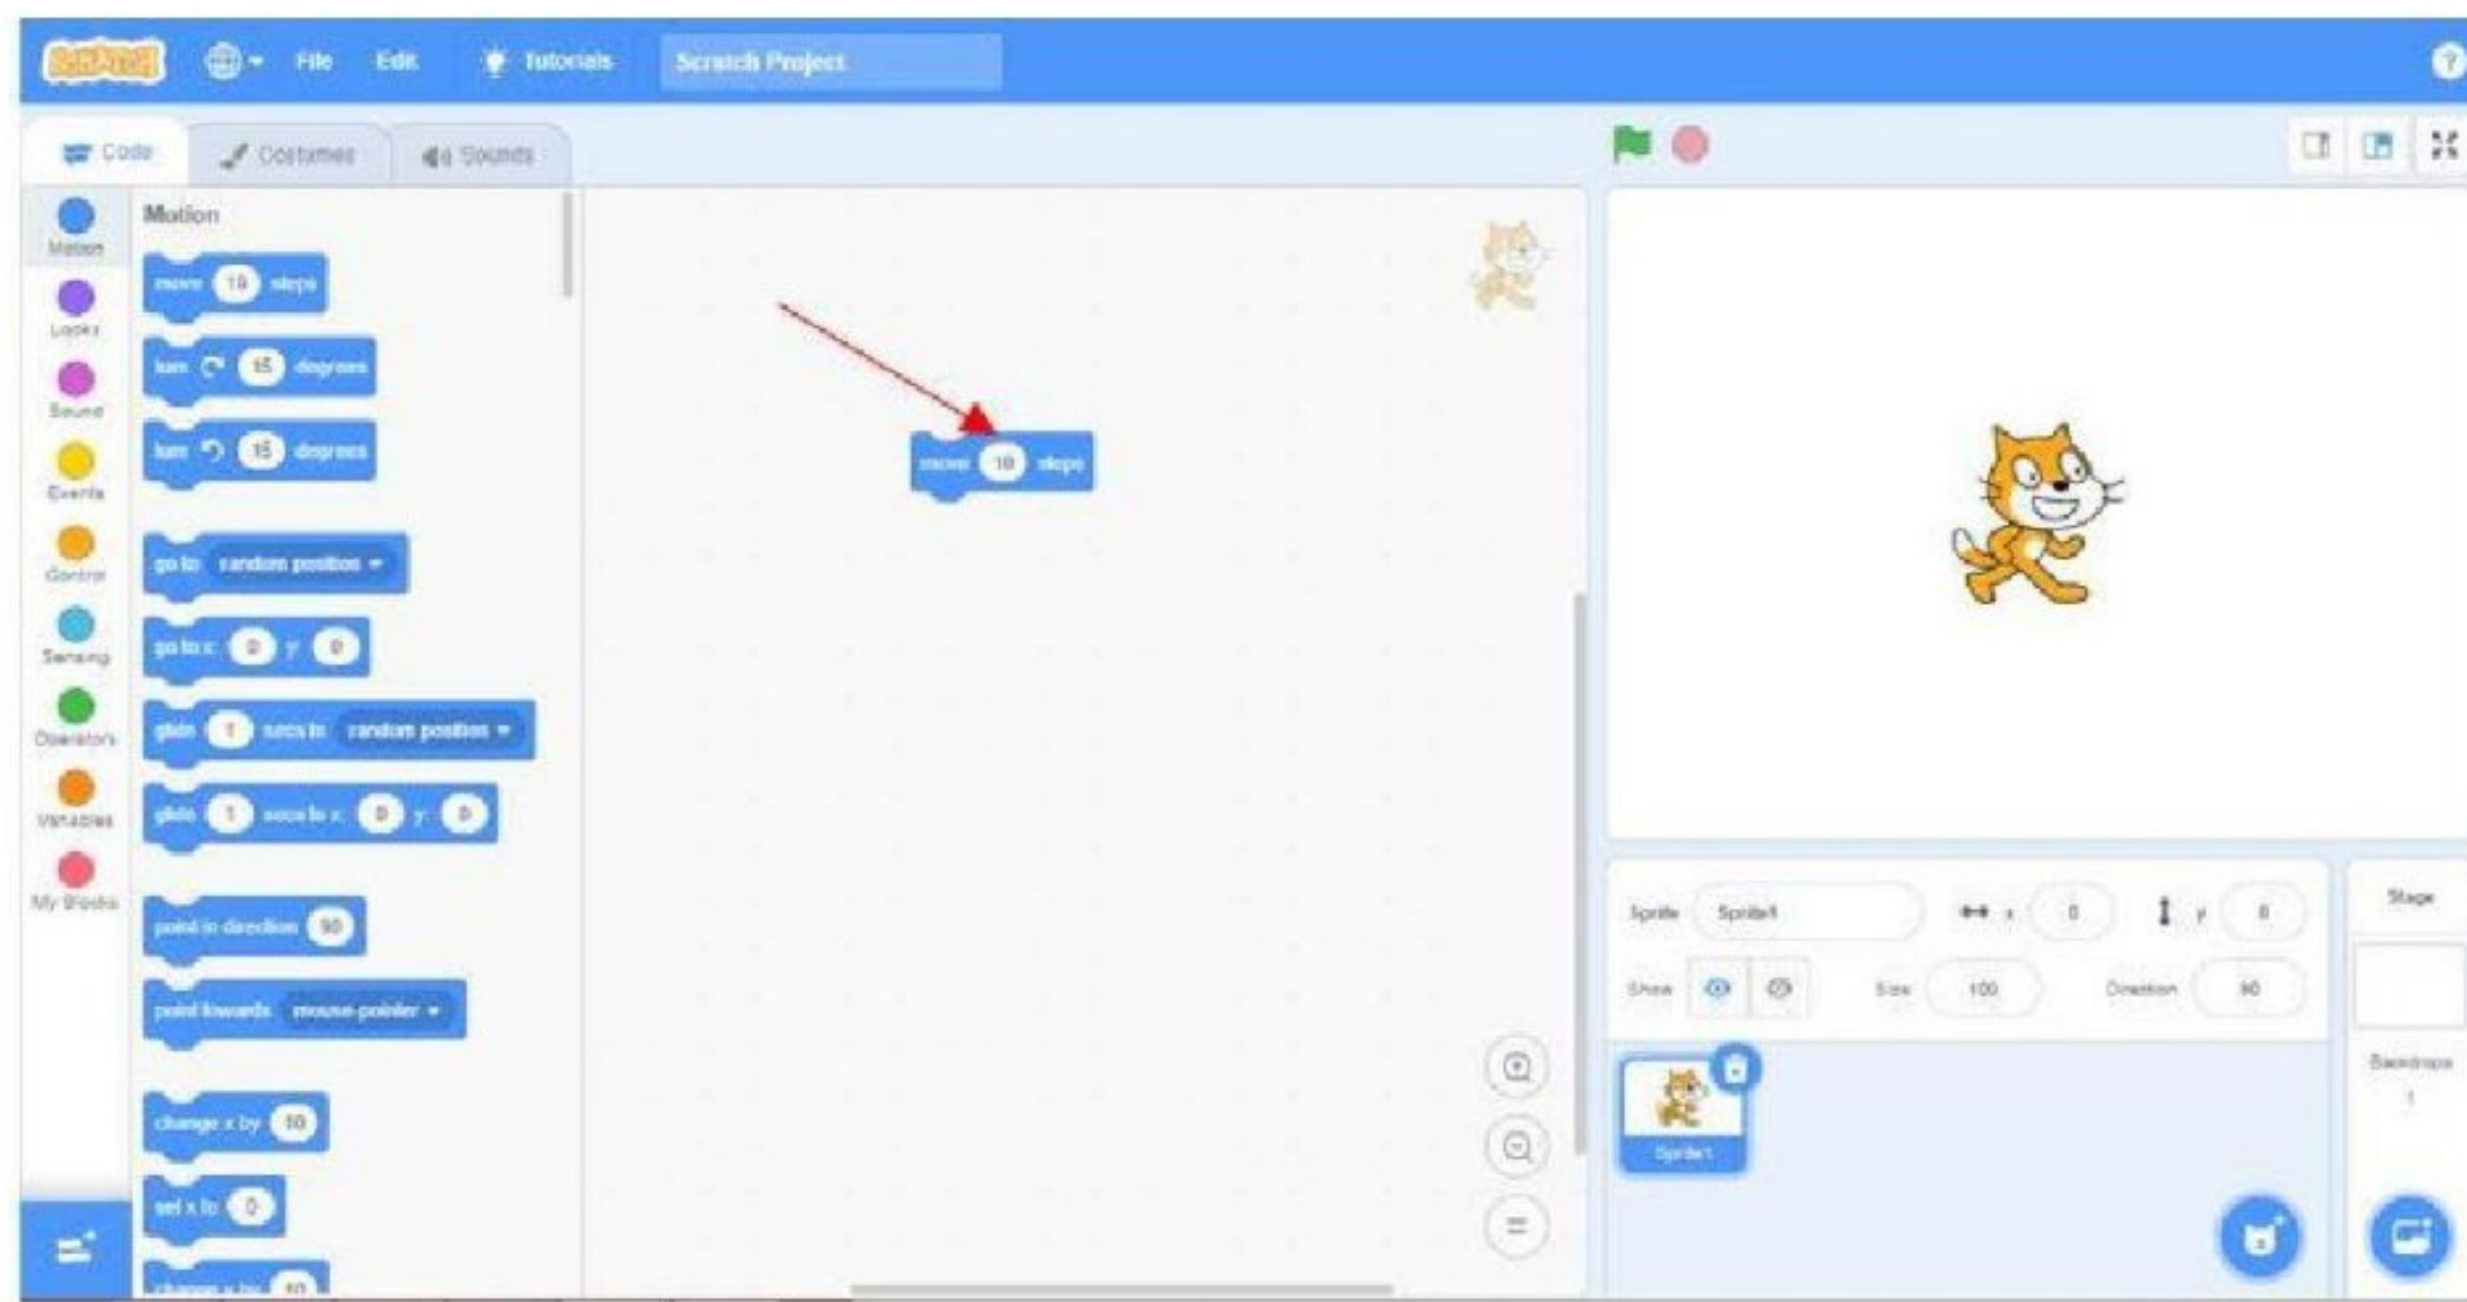 SCRATCH
File Edit Tutorials Scratch Project
Code Costumes Sounds
Motion
Looks
Sound
Events
Control
Sensing
Operators
Variables
My Blocks
Motion
move 10 steps
turn 15 degrees
turn 15 degrees
go to random position
go to x: 0 y: 0
glide 1 secs to random position
glide 1 secs to x: 0 y: 0
point in direction 90
point towards mouse-pointer
change x by 10
set x to 0
change y by 10
move 10 steps
Sprite Sprite1 x 0 y 0
Show Size 100 Direction 90
Sprite1
Stage
Backdrops
1